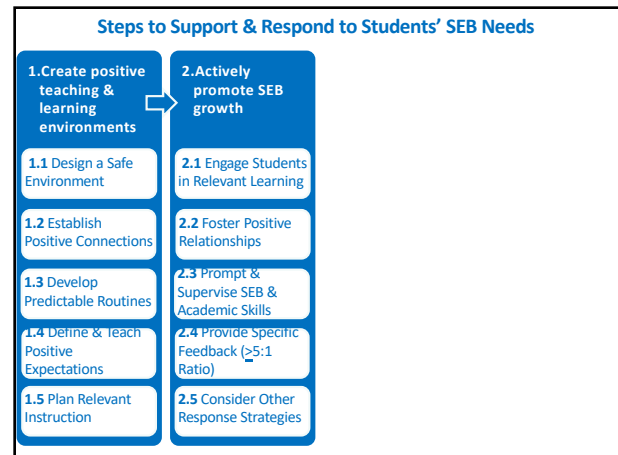 Steps to Support & Respond to Students’ SEB Needs
1.Create positive
teaching &
learning
environments
1.1 Design a Safe
Environment
1.2 Establish
Positive Connections
1.3 Develop
Predictable Routines
1.4 Define & Teach
Positive
Expectations
1.5 Plan Relevant
Instruction
2.Actively
promote SEB
growth
2.1 Engage Students
in Relevant Learning
2.2 Foster Positive
Relationships
2.3 Prompt &
Supervise SEB &
Academic Skills
2.4 Provide Specific
Feedback (>5:1
Ratio)
2.5 Consider Other
Response Strategies